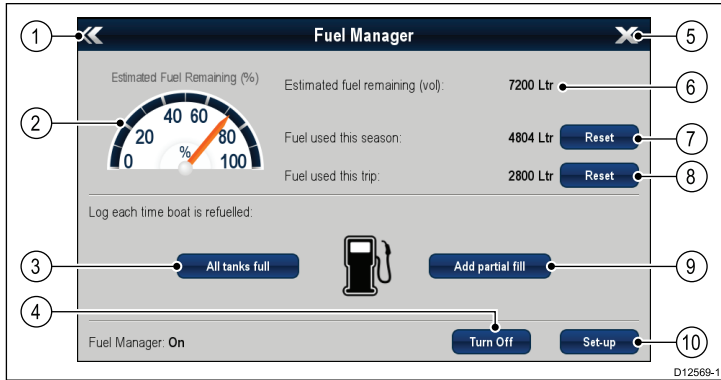 Fuel Manager
1
5
Estimated Fuel Remaining (%)
Estimated fuel remaining (vol): 7200 Ltr
6
2
0 20 40 60 80 100
%
Fuel used this season: 4804 Ltr Reset
7
Fuel used this trip: 2800 Ltr Reset
8
Log each time boat is refuelled:
3
All tanks full
Add partial fill
9
4
Fuel Manager: On
Turn Off
Set-up
10
D12569-1